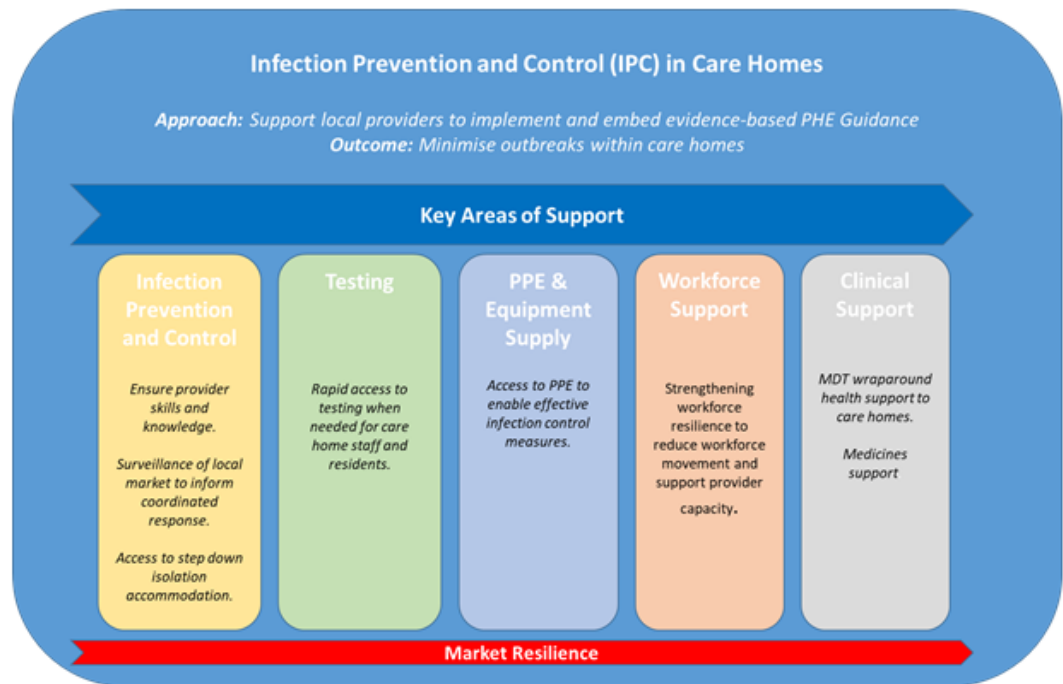 Infection Prevention and Control (IPC) in Care Homes
Approach: Support local providers to implement and embed evidence-based PHE Guidance
Outcome: Minimise outbreaks within care homes
Key Areas of Support
Infection
Prevention
and Control
Ensure provider
skills and
knowledge.
Surveillance of local
market to inform
coordinated
response.
Access to step down
isolation
accommodation.
Testing
Rapid access to
testing when
needed for care
home staff and
residents.
PPE &
Equipment
Supply
Access to PPE to
enable effective
infection control
measures.
Workforce
Support
Strengthening
workforce
resilience to
reduce workforce
movement and
support provider
capacity.
Clinical
Support
MDT wraparound
health support to
care homes.
Medicines
support
Market Resilience